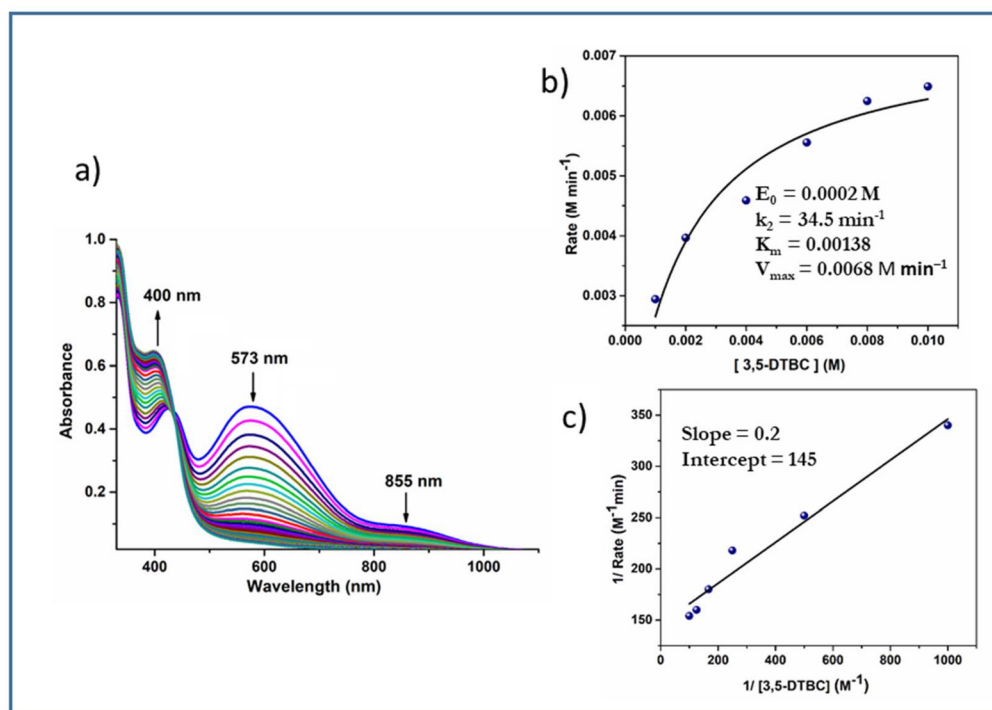 a)
1.0
0.8
0.6
0.4
0.2
400 600 800 1000
Absorbance
Wavelength (nm)
400 nm
573 nm
855 nm
b)
0.007
0.006
0.005
0.004
0.003
0.000 0.002 0.004 0.006 0.008 0.010
Rate (M min⁻¹)
[ 3,5-DTBC ] (M)
E₀ = 0.0002 M
k₂ = 34.5 min⁻¹
Kₘ = 0.00138
Vₘₐₓ = 0.0068 M min⁻¹
c)
350
300
250
200
150
0 200 400 600 800 1000
1/ Rate (M⁻¹min)
1/ [3,5-DTBC] (M⁻¹)
Slope = 0.2
Intercept = 145